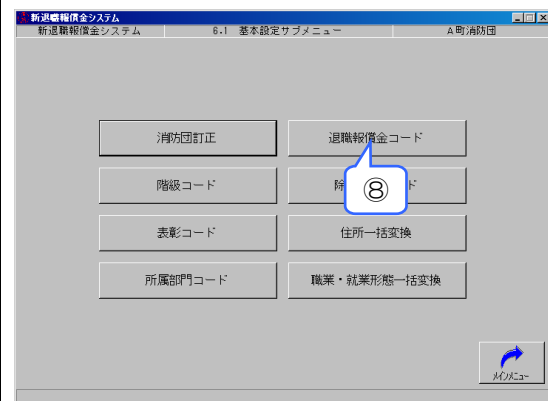 新退職報償金システム
新退職報償金システム 6.1 基本設定サブメニュー A町消防団
消防団訂正 退職報償金コード
階級コード 除 ド
⑧
表彰コード 住所一括変換
所属部門コード 職業・就業形態一括変換
メインメニュー